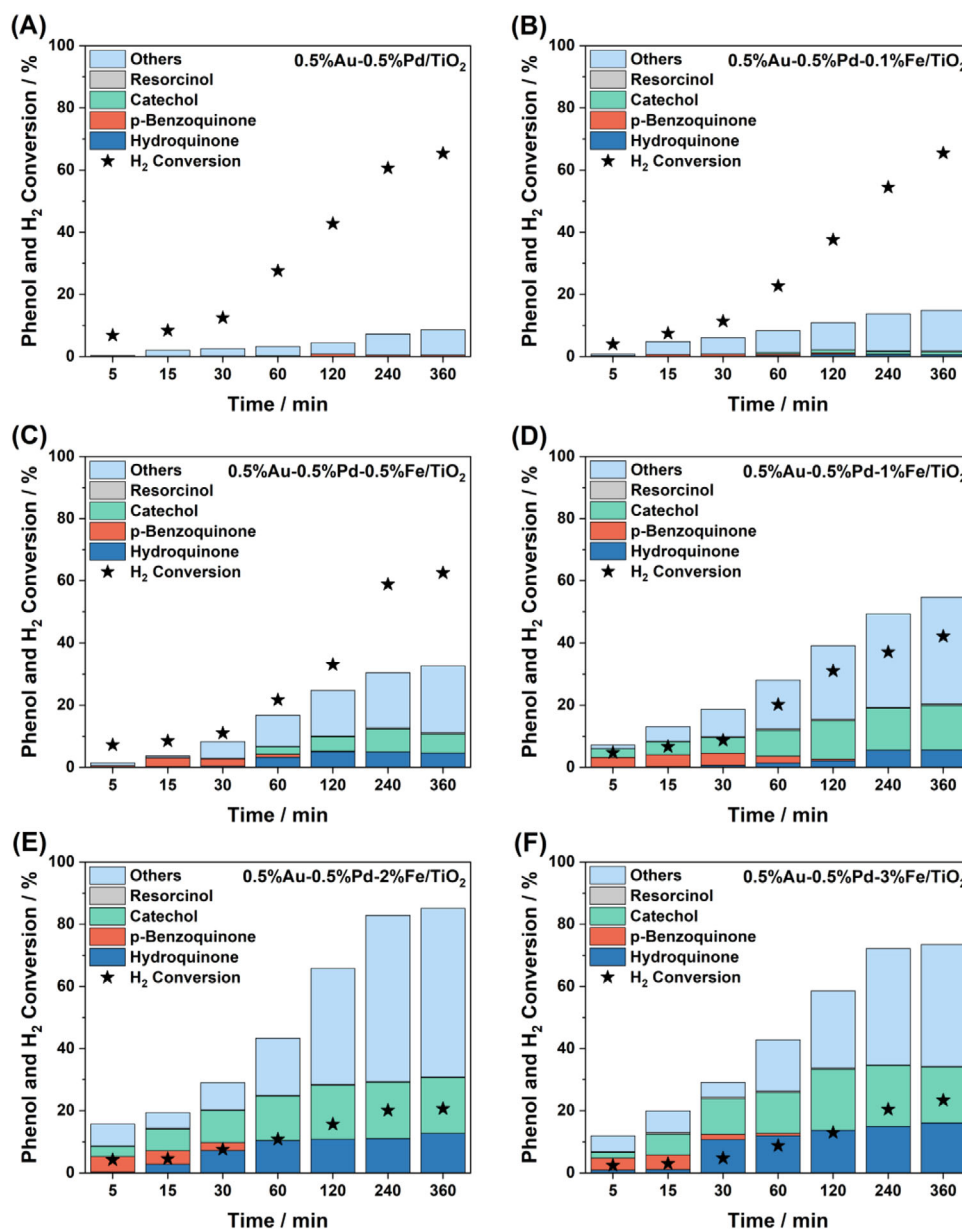 (A)
100
80
60
40
20
0
Phenol and H₂ Conversion / %
Others
Resorcinol
Catechol
p-Benzoquinone
Hydroquinone
H₂ Conversion
0.5%Au-0.5%Pd/TiO₂
5 15 30 60 120 240 360
Time / min
(B)
100
80
60
40
20
0
Phenol and H₂ Conversion / %
Others
Resorcinol
Catechol
p-Benzoquinone
Hydroquinone
H₂ Conversion
0.5%Au-0.5%Pd-0.1%Fe/TiO₂
5 15 30 60 120 240 360
Time / min
(C)
100
80
60
40
20
0
Phenol and H₂ Conversion / %
Others
Resorcinol
Catechol
p-Benzoquinone
Hydroquinone
H₂ Conversion
0.5%Au-0.5%Pd-0.5%Fe/TiO₂
5 15 30 60 120 240 360
Time / min
(D)
100
80
60
40
20
0
Phenol and H₂ Conversion / %
Others
Resorcinol
Catechol
p-Benzoquinone
Hydroquinone
H₂ Conversion
0.5%Au-0.5%Pd-1%Fe/TiO₂
5 15 30 60 120 240 360
Time / min
(E)
100
80
60
40
20
0
Phenol and H₂ Conversion / %
Others
Resorcinol
Catechol
p-Benzoquinone
Hydroquinone
H₂ Conversion
0.5%Au-0.5%Pd-2%Fe/TiO₂
5 15 30 60 120 240 360
Time / min
(F)
100
80
60
40
20
0
Phenol and H₂ Conversion / %
Others
Resorcinol
Catechol
p-Benzoquinone
Hydroquinone
H₂ Conversion
0.5%Au-0.5%Pd-3%Fe/TiO₂
5 15 30 60 120 240 360
Time / min